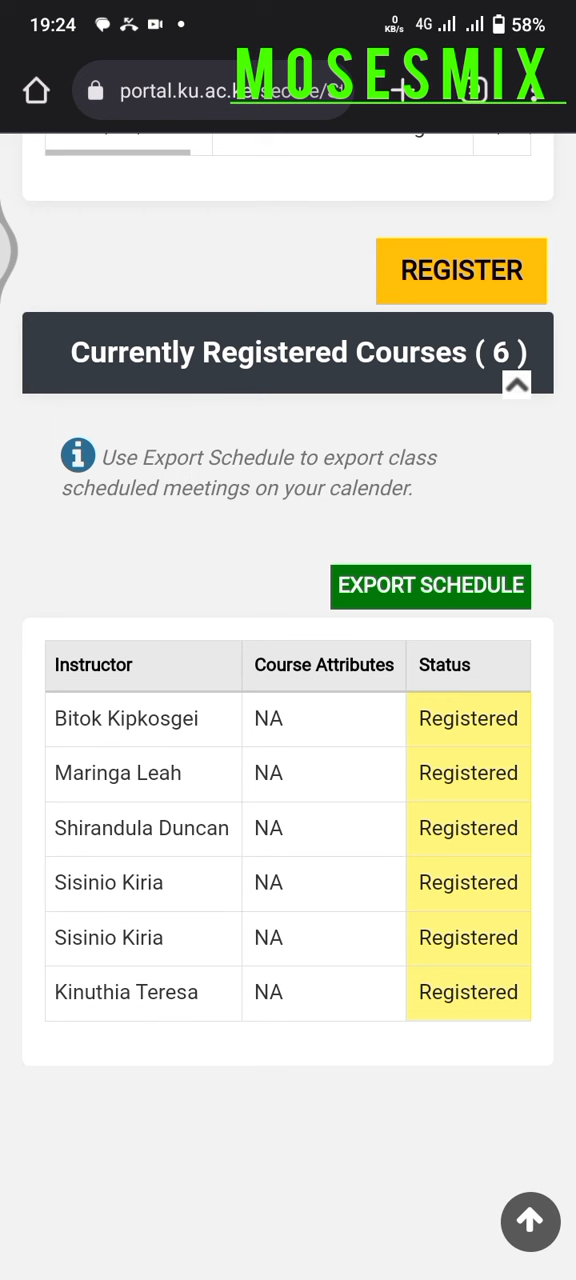 19:24
0
KB/s
4G
58%
portal.ku.ac.ke
MOSESMIX
REGISTER
Currently Registered Courses ( 6 )
Use Export Schedule to export class
scheduled meetings on your calender.
EXPORT SCHEDULE
Instructor Course Attributes Status
Bitok Kipkosgei NA Registered
Maringa Leah NA Registered
Shirandula Duncan NA Registered
Sisinio Kiria NA Registered
Sisinio Kiria NA Registered
Kinuthia Teresa NA Registered